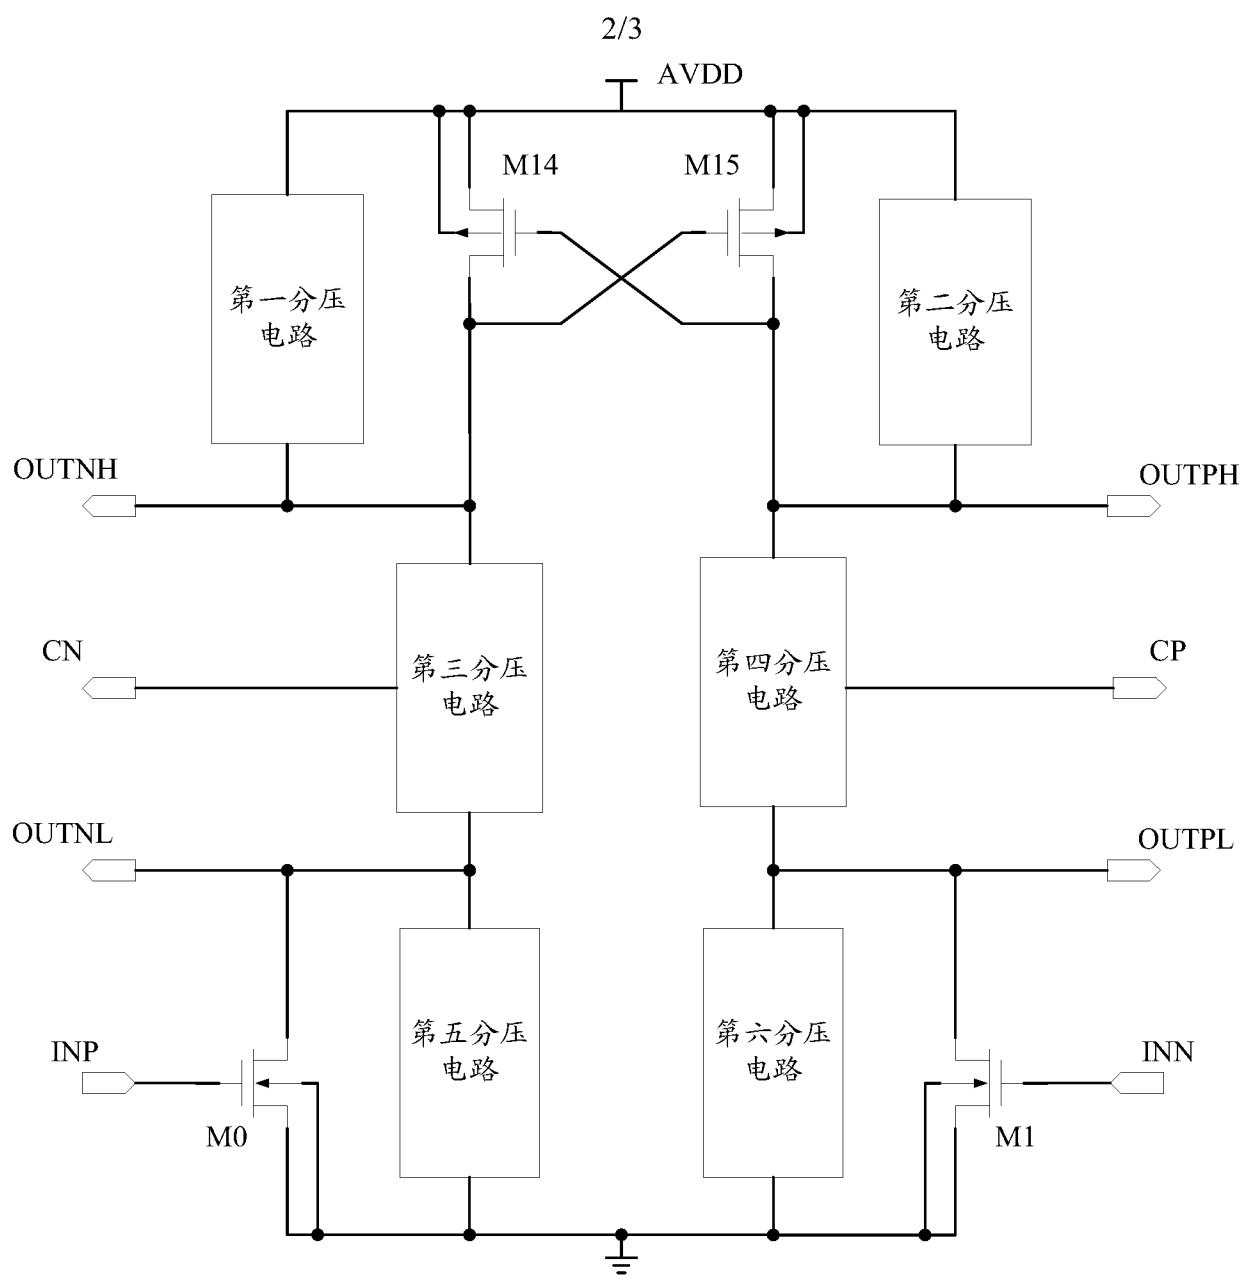 2/3
AVDD
M14
M15
第一分压
电路
第二分压
电路
OUTNH
OUTPH
CN
第三分压
电路
第四分压
电路
CP
OUTNL
OUTPL
INP
第五分压
电路
第六分压
电路
INN
M0
M1